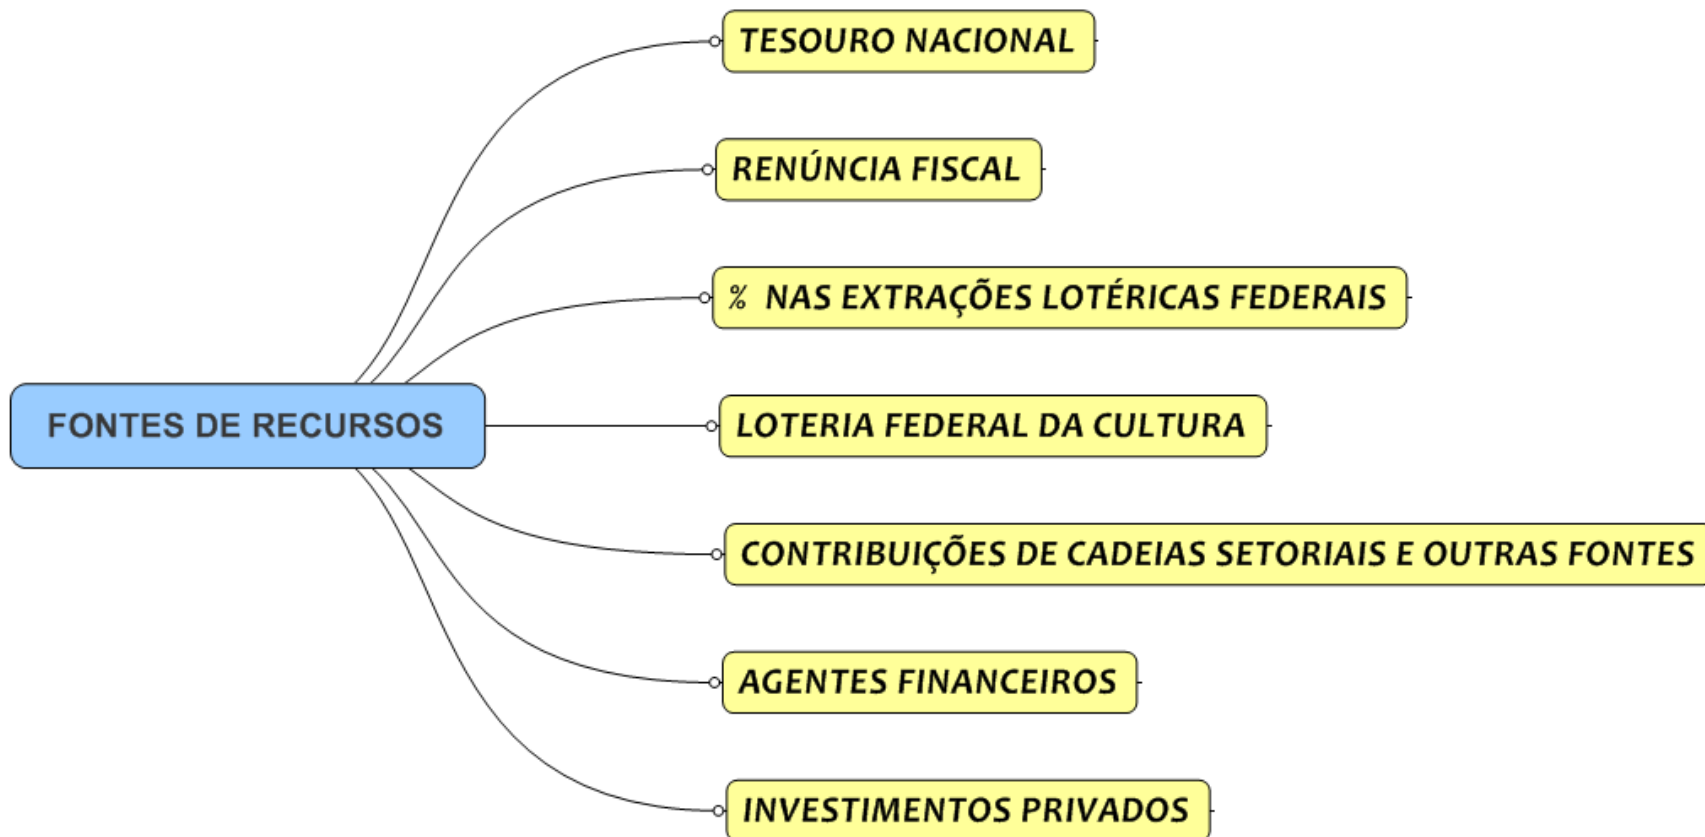 TESOURO NACIONAL
RENÚNCIA FISCAL
% NAS EXTRAÇÕES LOTÉRICAS FEDERAIS
FONTES DE RECURSOS
LOTERIA FEDERAL DA CULTURA
CONTRIBUIÇÕES DE CADEIAS SETORIAIS E OUTRAS FONTES
AGENTES FINANCEIROS
INVESTIMENTOS PRIVADOS